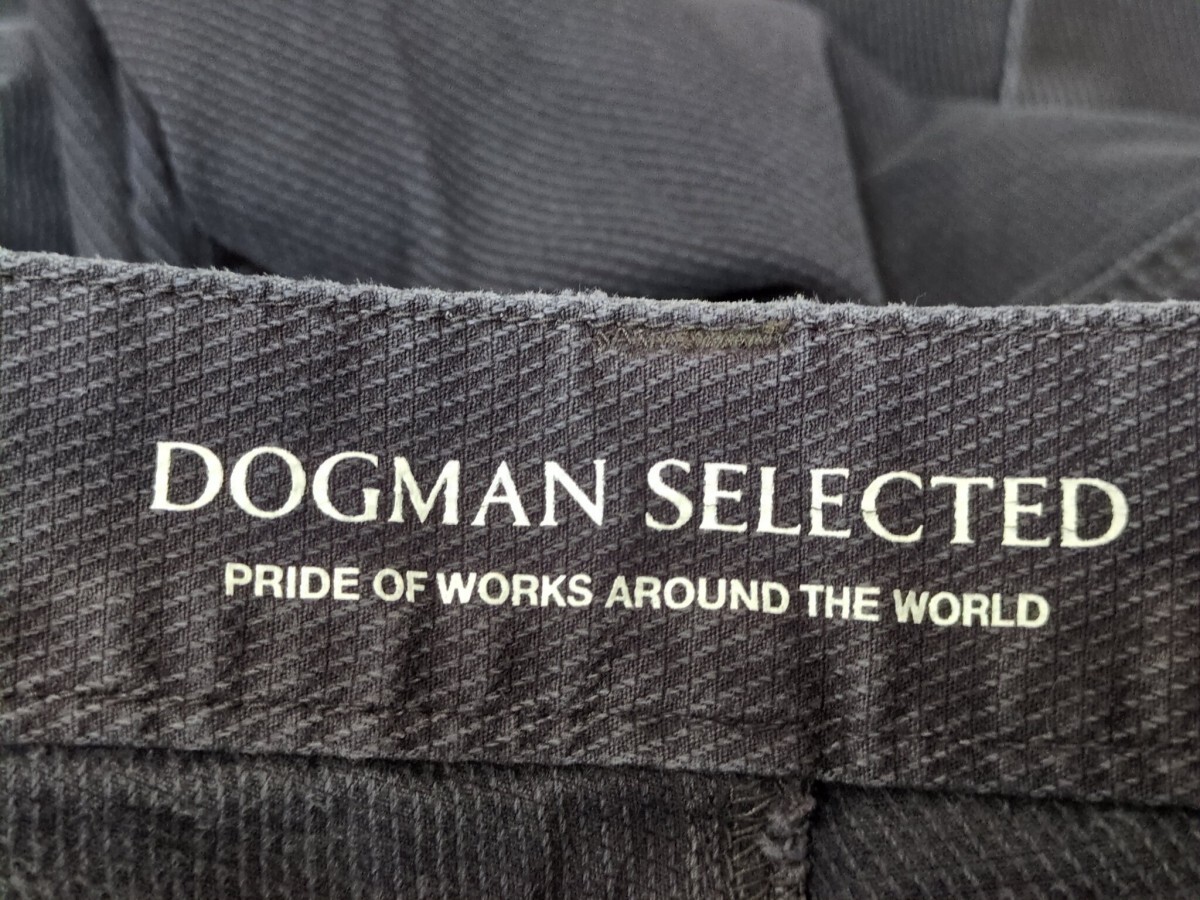 DOGMAN SELECTED
PRIDE OF WORKS AROUND THE WORLD